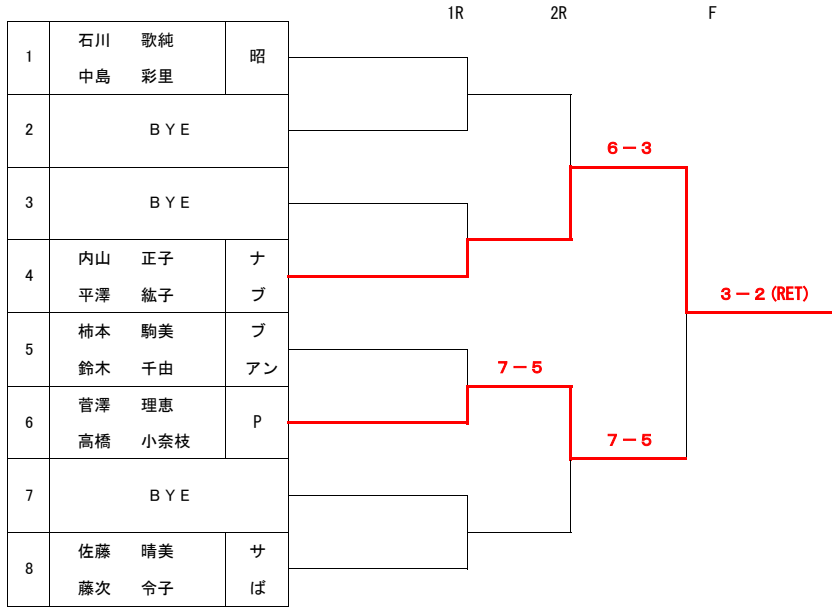 1R 2R F
1 石川 歌純 昭
中島 彩里
2 ＢＹＥ
3 ＢＹＥ
4 内山 正子 ナ
平澤 紘子 ブ
5 柿本 駒美 ブ
鈴木 千由 アン
6 菅澤 理恵 P
高橋 小奈枝
7 ＢＹＥ
8 佐藤 晴美 サ
藤次 令子 ば
６－３
３－２(RET)
７－５
７－５